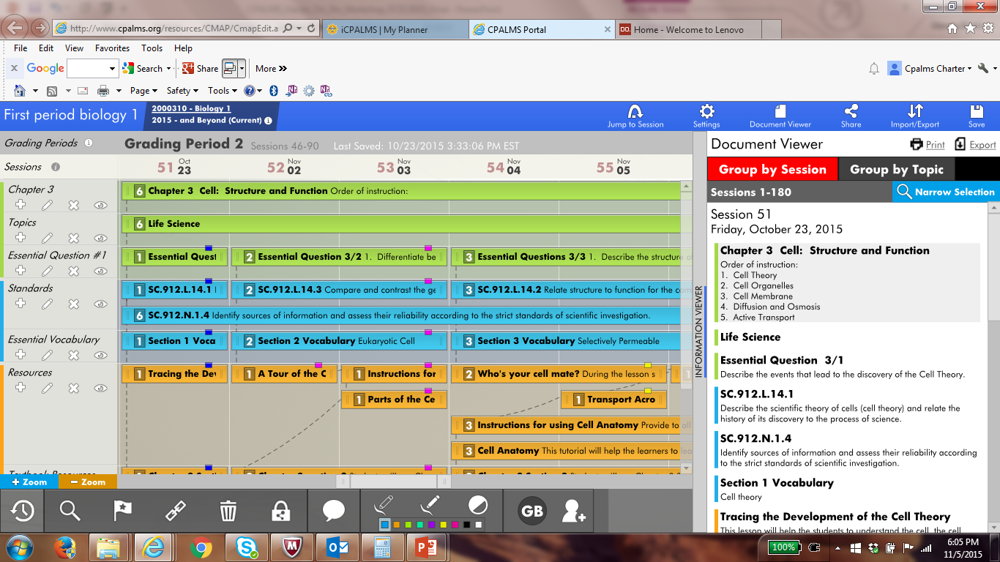 http://www.cpalms.org/resources/CMAP/CmapEdit.a
iCPALMS | My Planner
CPALMS Portal
DO. Home - Welcome to Lenovo
File Edit View Favorites Tools Help
x Google Search Share More »
Cpalms Charter
Page Safety Tools
First period biology 1
2000310 - Biology 1
2015 - and Beyond (Current)
Jump to Session Settings Document Viewer Share Import/Export Save
Grading Periods
Grading Period 2 Sessions 46-90 Last Saved: 10/23/2015 3:33:06 PM EST
Sessions
51 Oct 23
52 Nov 02
53 Nov 03
54 Nov 04
55 Nov 05
Chapter 3
6 Chapter 3 Cell: Structure and Function Order of instruction:
Topics
6 Life Science
Essential Question #1
1 Essential Quest
2 Essential Question 3/2 1. Differentiate be
3 Essential Questions 3/3 1. Describe the structure o
Standards
1 SC.912.L.14.1
2 SC.912.L.14.3 Compare and contrast the ge
3 SC.912.L.14.2 Relate structure to function for the com
6 SC.912.N.1.4 Identify sources of information and assess their reliability according to the strict standards of scientific investigation.
Essential Vocabulary
1 Section 1 Voca
2 Section 2 Vocabulary Eukaryotic Cell
3 Section 3 Vocabulary Selectively Permeable
Resources
1 Tracing the Dev
1 A Tour of the C
1 Instructions for
2 Who's your cell mate? During the lesson s
1 Parts of the Ce
1 Transport Acro
3 Instructions for using Cell Anatomy Provide to all
3 Cell Anatomy This tutorial will help the learners to lea
+ Zoom
− Zoom
GB
INFORMATION VIEWER
Document Viewer
Print Export
Group by Session Group by Topic
Sessions 1-180 Narrow Selection
Session 51
Friday, October 23, 2015
Chapter 3 Cell: Structure and Function
Order of instruction:
1. Cell Theory
2. Cell Organelles
3. Cell Membrane
4. Diffusion and Osmosis
5. Active Transport
Life Science
Essential Question 3/1
Describe the events that lead to the discovery of the Cell Theory.
SC.912.L.14.1
Describe the scientific theory of cells (cell theory) and relate the
history of its discovery to the process of science.
SC.912.N.1.4
Identify sources of information and assess their reliability according
to the strict standards of scientific investigation.
Section 1 Vocabulary
Cell theory
Tracing the Development of the Cell Theory
This lesson will help the students to understand the cell, the cell
100%
6:05 PM
11/5/2015